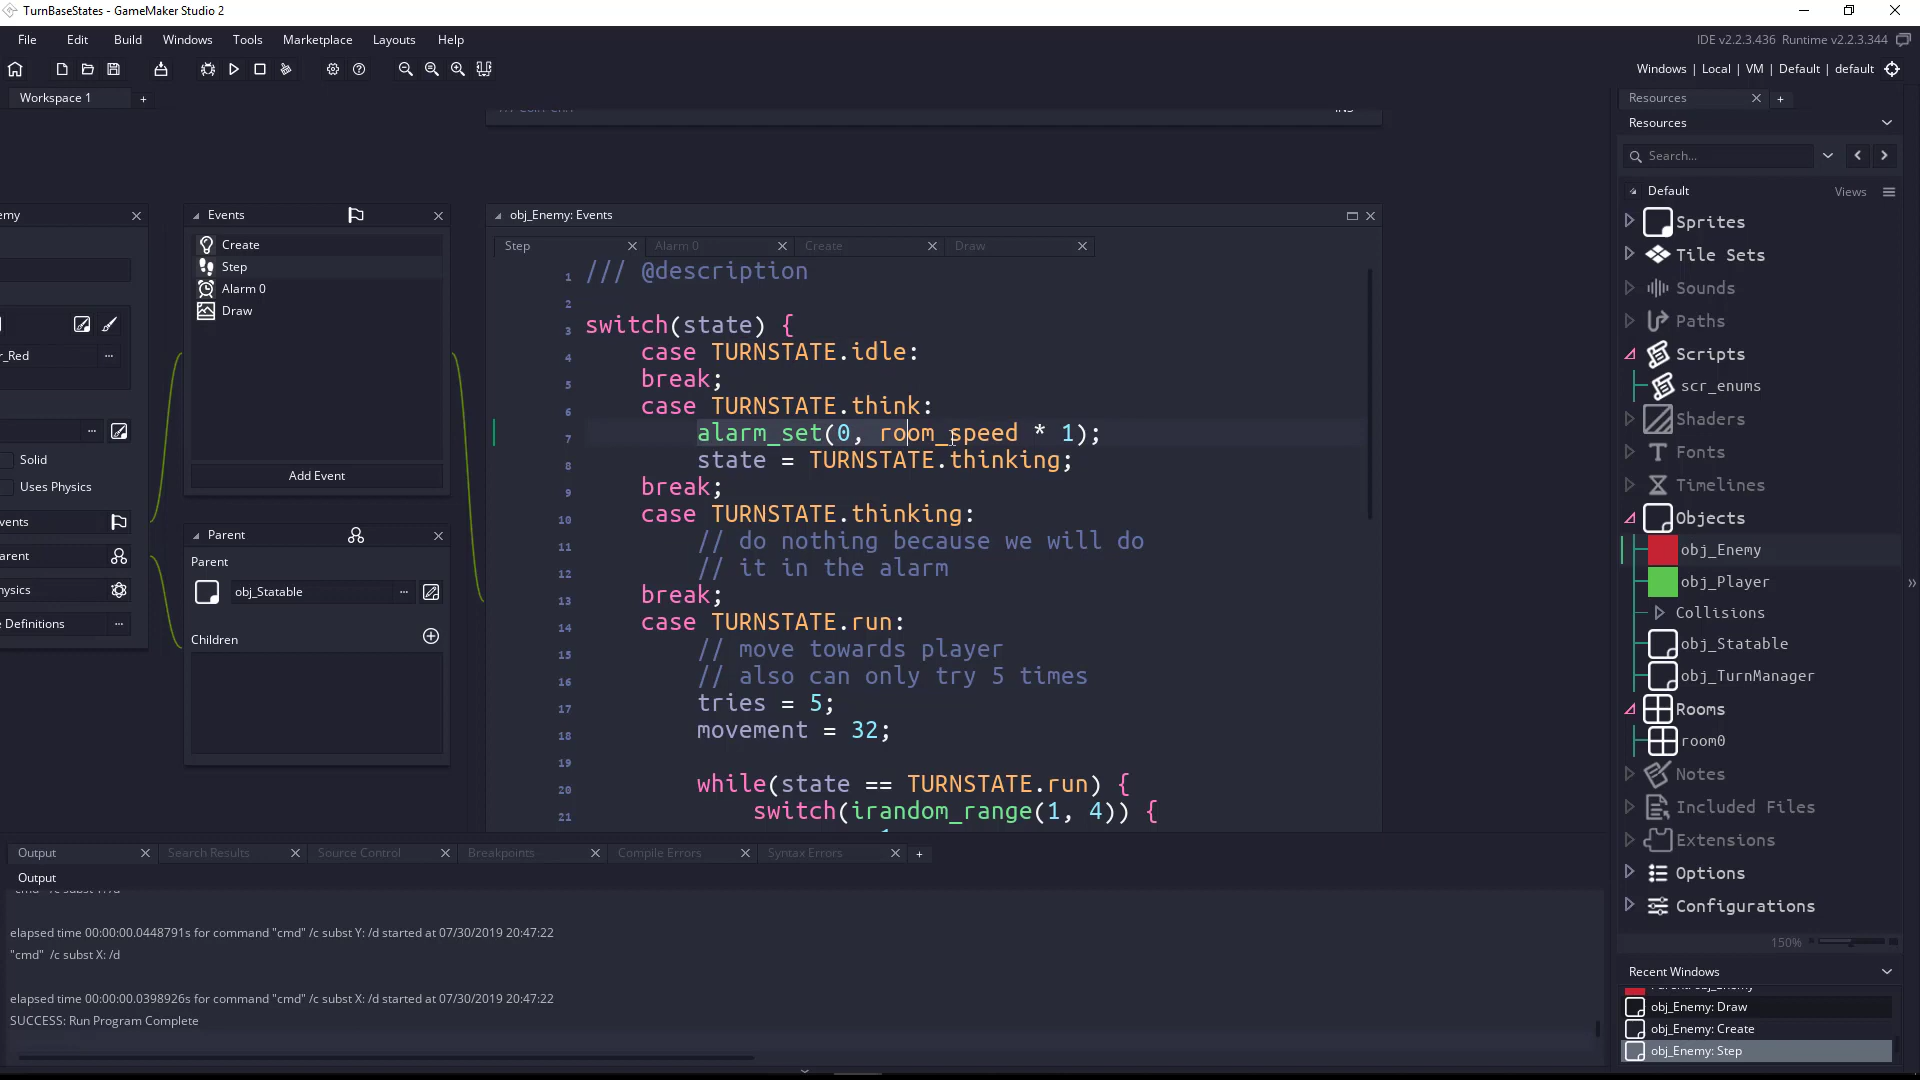 TurnBaseStates - GameMaker Studio 2
File Edit Build Windows Tools Marketplace Layouts Help
IDE v2.2.3.436 Runtime v2.2.3.344
Windows | Local | VM | Default | default
Workspace 1
INS
emy
r_Red
Solid
Uses Physics
vents
arent
hysics
e Definitions
Events
Create
Step
Alarm 0
Draw
Add Event
Parent
Parent
obj_Statable
Children
obj_Enemy: Events
Step Alarm 0 Create Draw
1 /// @description
2
3 switch(state) {
4 case TURNSTATE.idle:
5 break;
6 case TURNSTATE.think:
7 alarm_set(0, room_speed * 1);
8 state = TURNSTATE.thinking;
9 break;
10 case TURNSTATE.thinking:
11 // do nothing because we will do
12 // it in the alarm
13 break;
14 case TURNSTATE.run:
15 // move towards player
16 // also can only try 5 times
17 tries = 5;
18 movement = 32;
19
20 while(state == TURNSTATE.run) {
21 switch(irandom_range(1, 4)) {
Output Search Results Source Control Breakpoints Compile Errors Syntax Errors
Output
elapsed time 00:00:00.0448791s for command "cmd" /c subst Y: /d started at 07/30/2019 20:47:22
"cmd" /c subst X: /d
elapsed time 00:00:00.0398926s for command "cmd" /c subst X: /d started at 07/30/2019 20:47:22
SUCCESS: Run Program Complete
Resources
Resources
Search...
Default Views
Sprites
Tile Sets
Sounds
Paths
Scripts
scr_enums
Shaders
Fonts
Timelines
Objects
obj_Enemy
obj_Player
Collisions
obj_Statable
obj_TurnManager
Rooms
room0
Notes
Included Files
Extensions
Options
Configurations
150%
Recent Windows
obj_Enemy: Draw
obj_Enemy: Create
obj_Enemy: Step